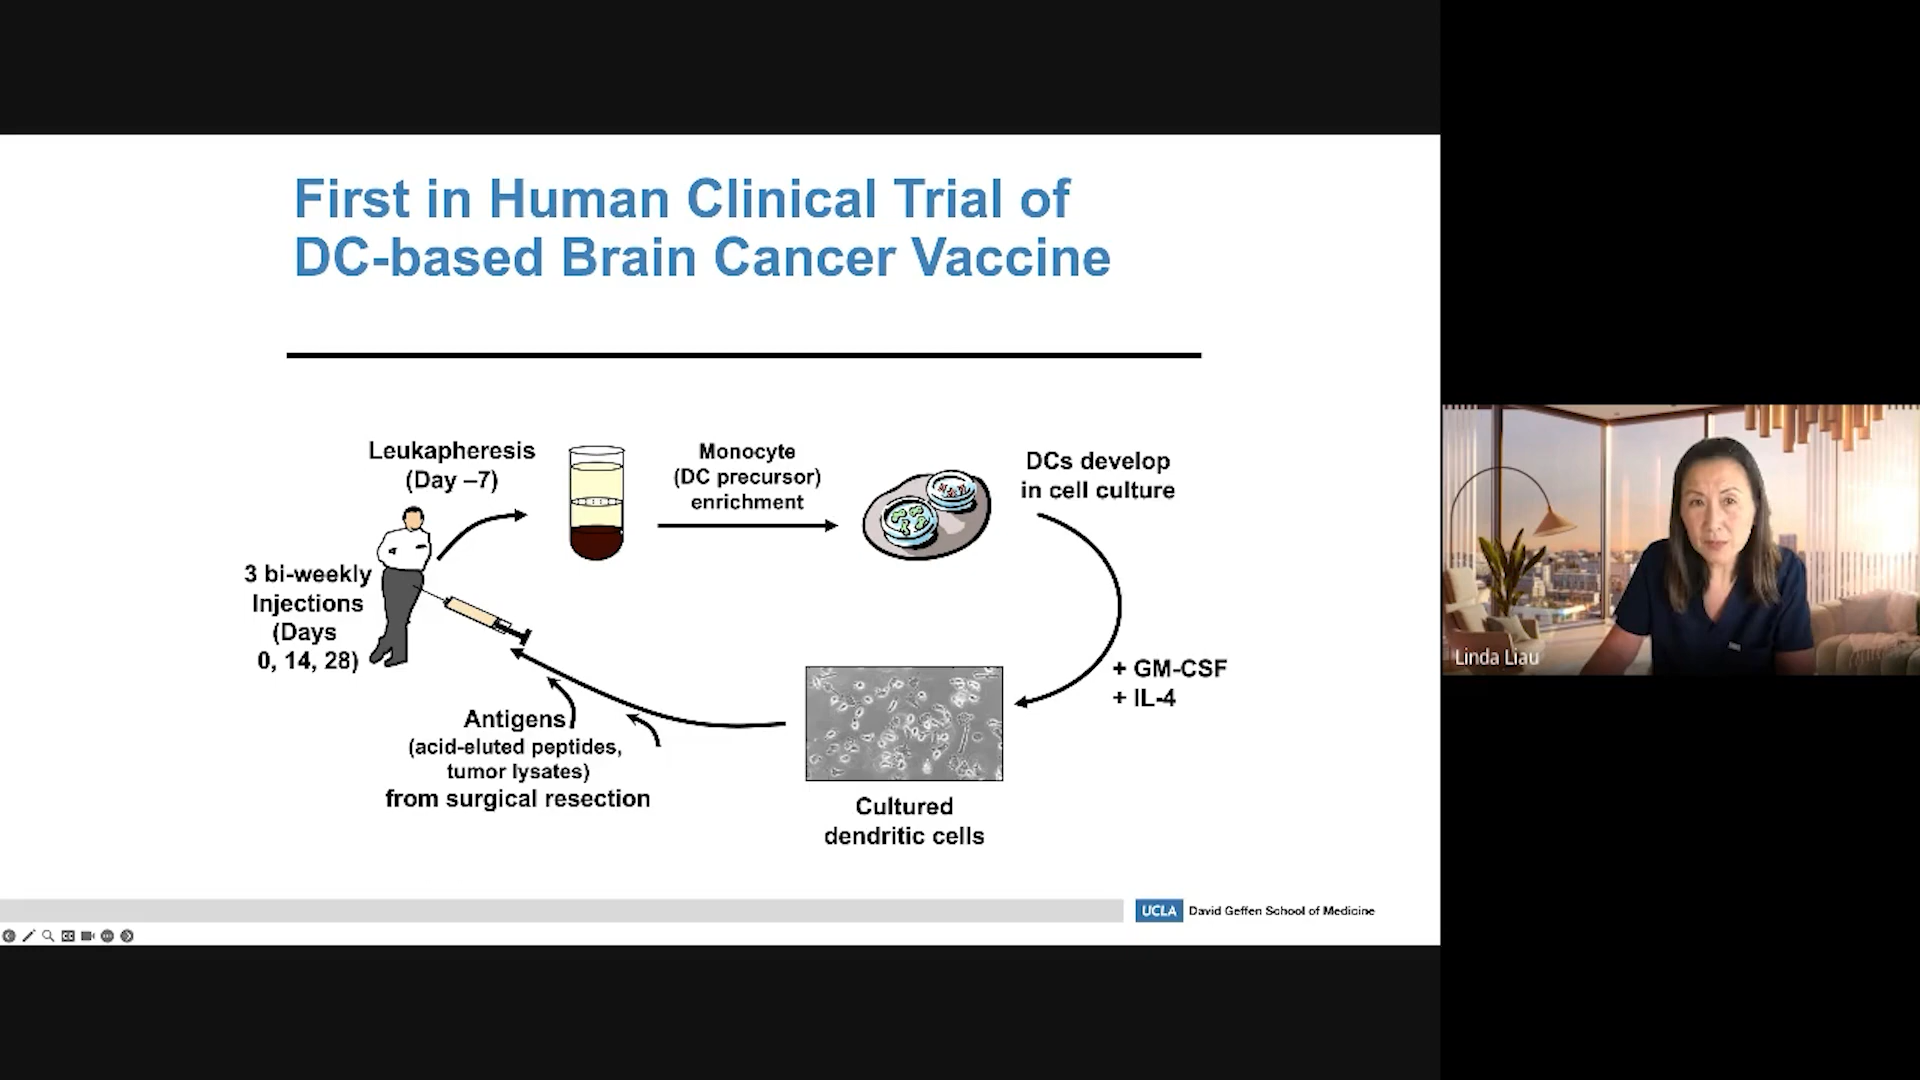 First in Human Clinical Trial of
DC-based Brain Cancer Vaccine
Leukapheresis
(Day –7)
Monocyte
(DC precursor)
enrichment
DCs develop
in cell culture
3 bi-weekly
Injections
(Days
0, 14, 28)
+ GM-CSF
+ IL-4
Antigens
(acid-eluted peptides,
tumor lysates)
from surgical resection
Cultured
dendritic cells
UCLA David Geffen School of Medicine
Linda Liau